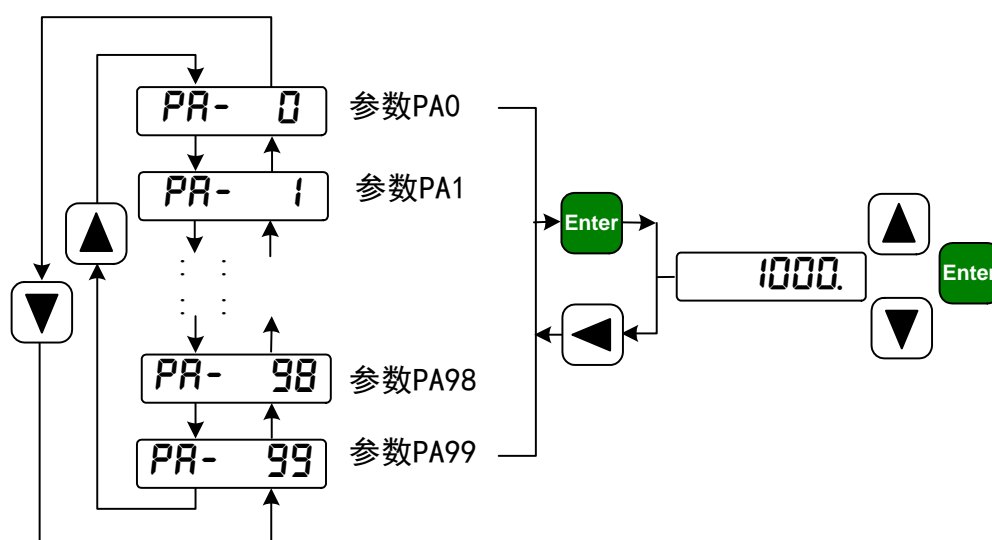 PA- 0 参数PA0
PA- 1 参数PA1
Enter
1000.
Enter
: :
: :
PA- 98 参数PA98
PA- 99 参数PA99